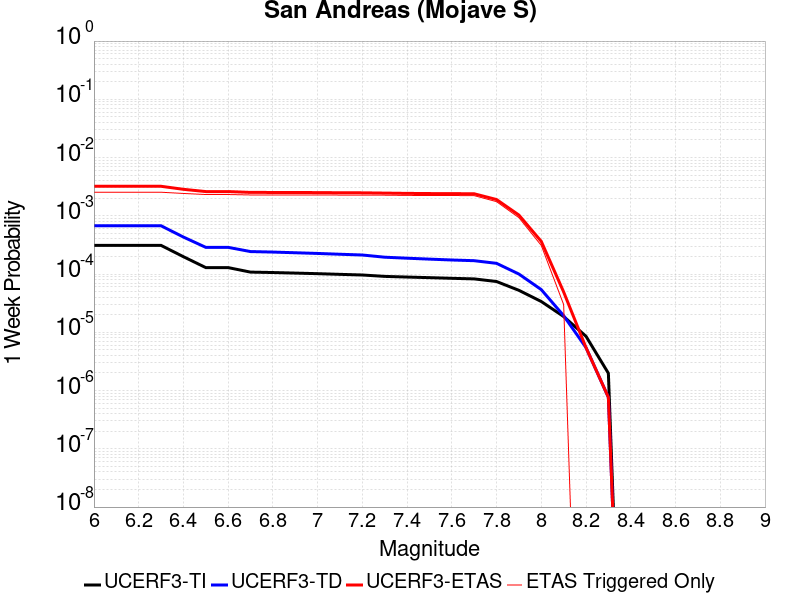 San Andreas (Mojave S)
10^0
10^-1
10^-2
10^-3
10^-4
10^-5
10^-6
10^-7
10^-8
1 Week Probability
6 6.2 6.4 6.6 6.8 7 7.2 7.4 7.6 7.8 8 8.2 8.4 8.6 8.8 9
Magnitude
UCERF3-TI UCERF3-TD UCERF3-ETAS ETAS Triggered Only